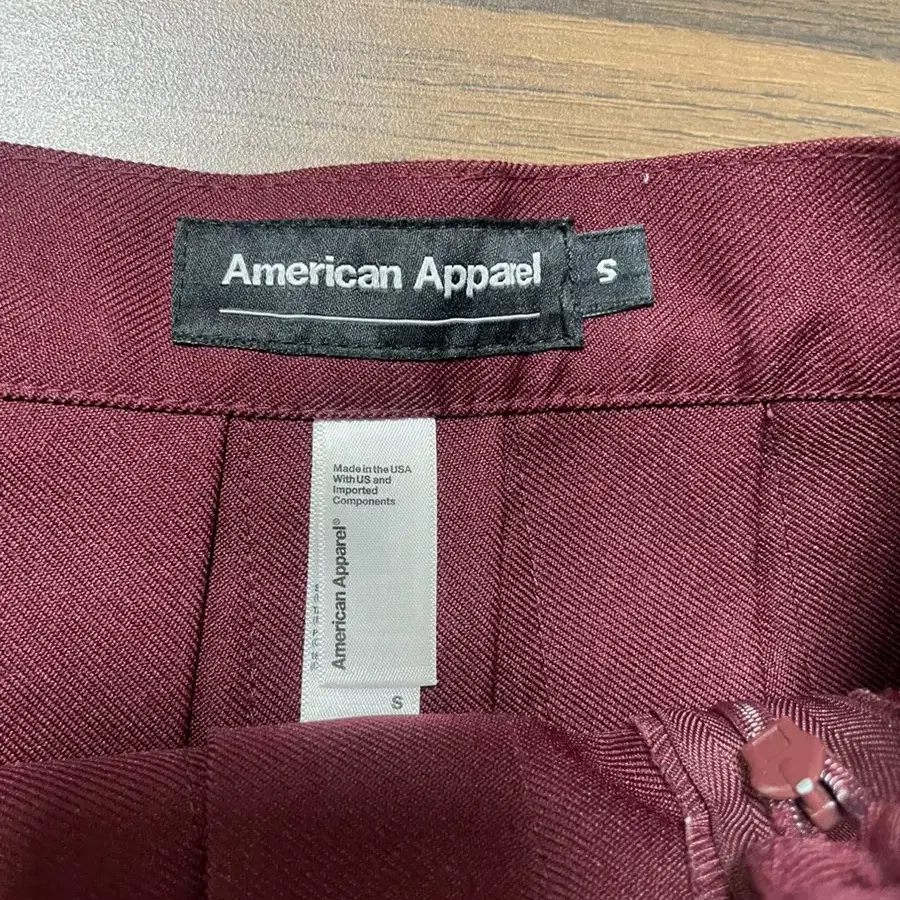 American Apparel
S
Made in the USA
With US and
Imported
Components
American Apparel®
S